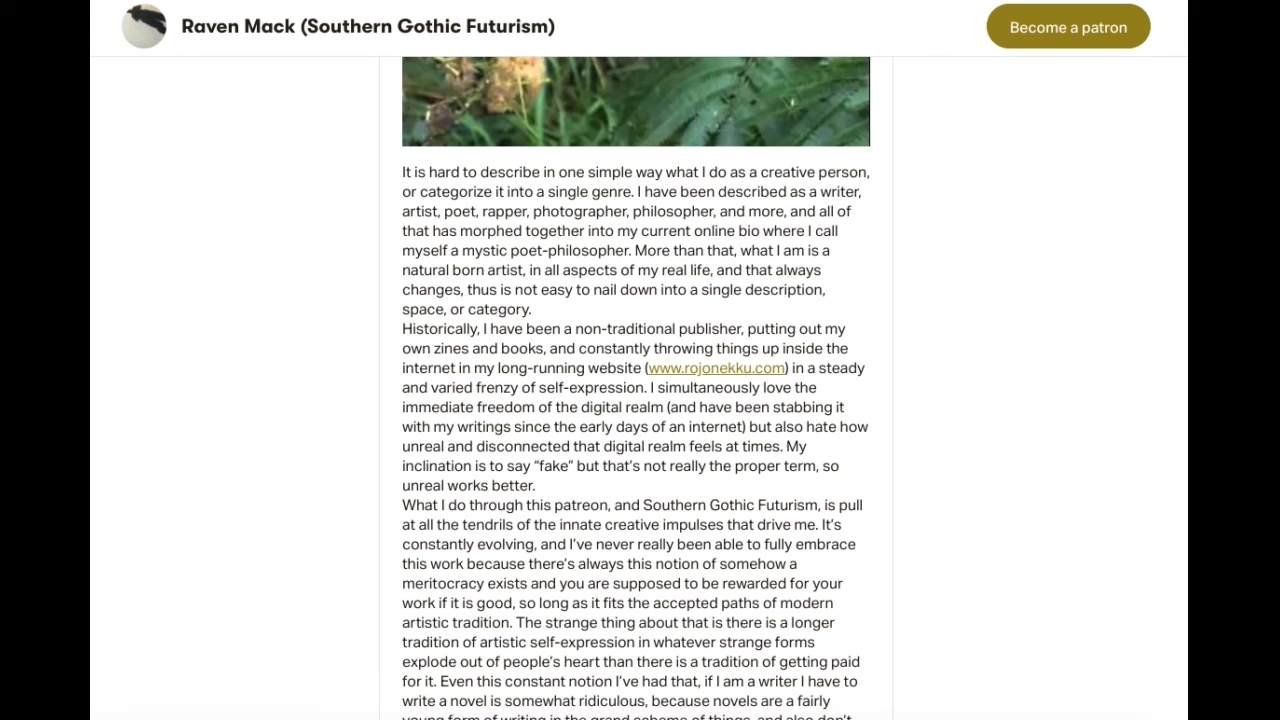 Raven Mack (Southern Gothic Futurism)
Become a patron
It is hard to describe in one simple way what I do as a creative person,
or categorize it into a single genre. I have been described as a writer,
artist, poet, rapper, photographer, philosopher, and more, and all of
that has morphed together into my current online bio where I call
myself a mystic poet-philosopher. More than that, what I am is a
natural born artist, in all aspects of my real life, and that always
changes, thus is not easy to nail down into a single description,
space, or category.
Historically, I have been a non-traditional publisher, putting out my
own zines and books, and constantly throwing things up inside the
internet in my long-running website (www.rojonekku.com) in a steady
and varied frenzy of self-expression. I simultaneously love the
immediate freedom of the digital realm (and have been stabbing it
with my writings since the early days of an internet) but also hate how
unreal and disconnected that digital realm feels at times. My
inclination is to say “fake” but that’s not really the proper term, so
unreal works better.
What I do through this patreon, and Southern Gothic Futurism, is pull
at all the tendrils of the innate creative impulses that drive me. It’s
constantly evolving, and I’ve never really been able to fully embrace
this work because there’s always this notion of somehow a
meritocracy exists and you are supposed to be rewarded for your
work if it is good, so long as it fits the accepted paths of modern
artistic tradition. The strange thing about that is there is a longer
tradition of artistic self-expression in whatever strange forms
explode out of people’s heart than there is a tradition of getting paid
for it. Even this constant notion I’ve had that, if I am a writer I have to
write a novel is somewhat ridiculous, because novels are a fairly
young form of writing in the grand scheme of things, and also don’t